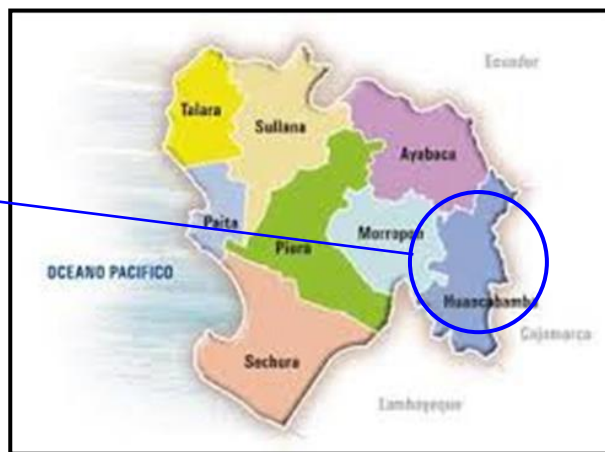 Ecuador
Talara
Sullana
Ayabaca
Paita
Piura
Morropon
OCEANO PACIFICO
Huancabamba
Cajamarca
Sechura
Lambayeque